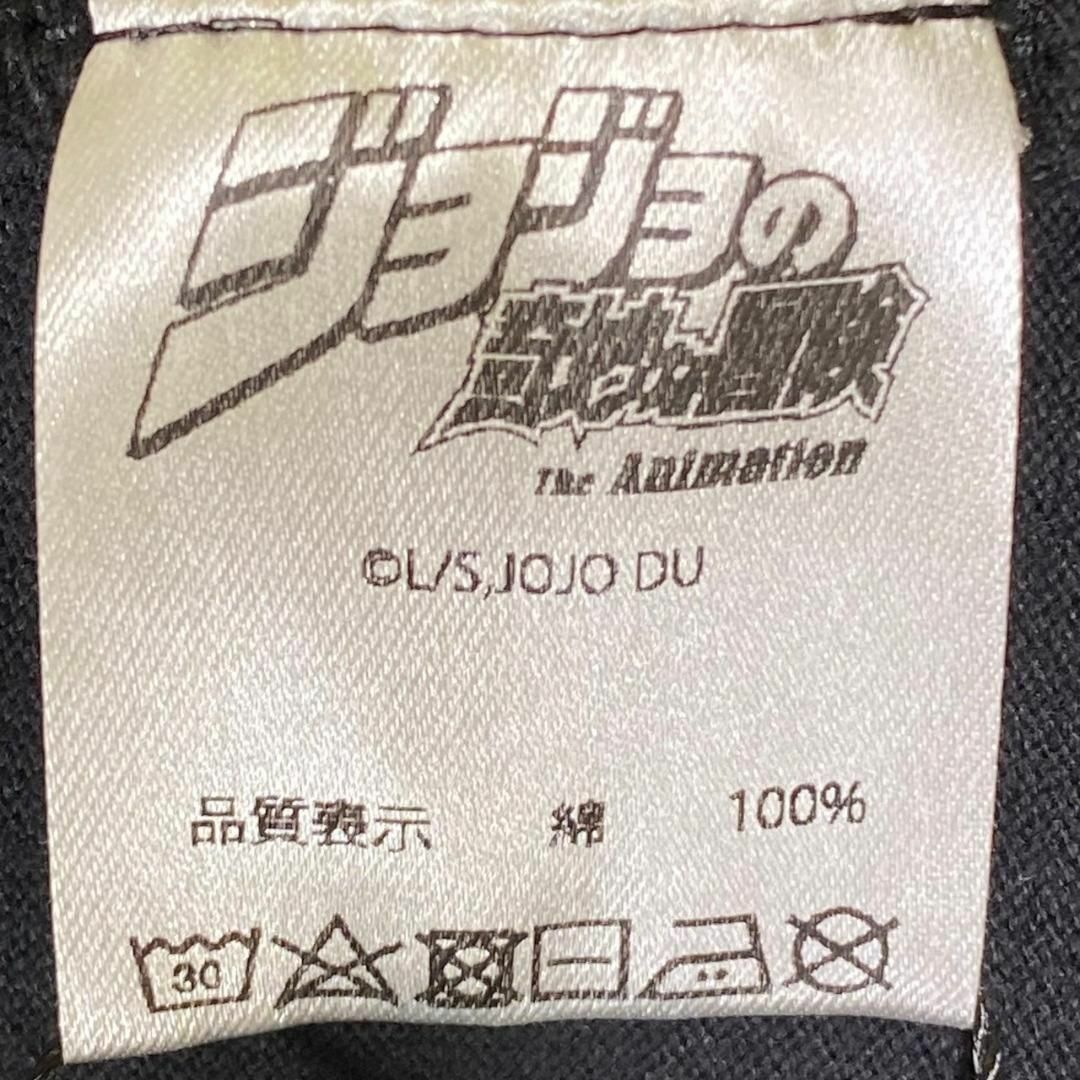 ジョジョの
奇妙な冒険
The Animation
©L/S,JOJO DU
品質表示 綿 100%
30